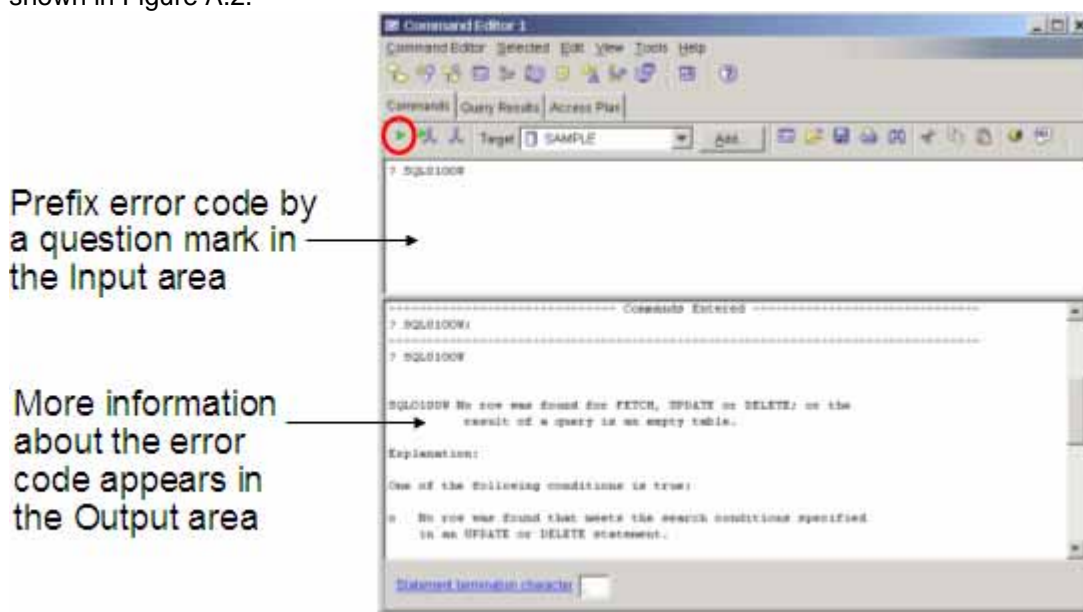 shown in Figure A.2.
Command Editor 1
Command Editor Selected Edit View Tools Help
Commands Query Results Access Plan
Target SAMPLE Add...
? SQL0100W
Prefix error code by
a question mark in
the Input area
------------------------------ Commands Entered ------------------------------
? SQL0100W;
------------------------------------------------------------------------------
? SQL0100W
SQL0100W No row was found for FETCH, UPDATE or DELETE; or the
result of a query is an empty table.
More information
about the error
code appears in
the Output area
Explanation:
One of the following conditions is true:
o No row was found that meets the search conditions specified
in an UPDATE or DELETE statement.
Statement termination character